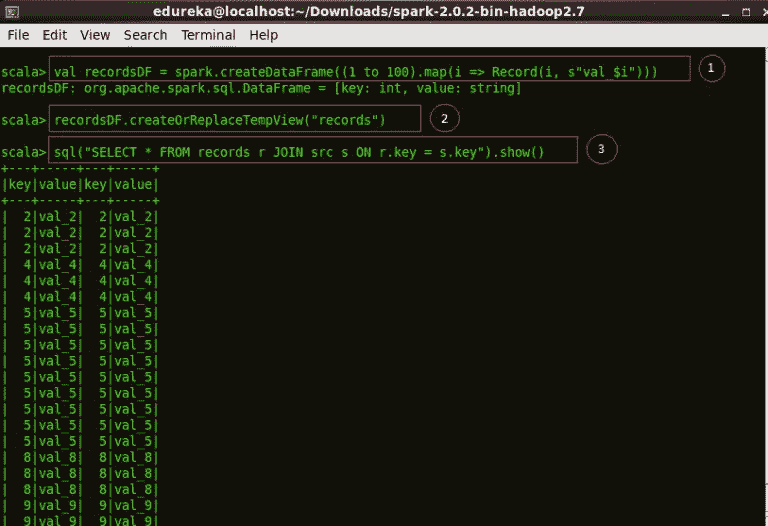 edureka@localhost:~/Downloads/spark-2.0.2-bin-hadoop2.7
File Edit View Search Terminal Help
scala> val recordsDF = spark.createDataFrame((1 to 100).map(i => Record(i, s"val_$i"))) 1
recordsDF: org.apache.spark.sql.DataFrame = [key: int, value: string]
scala> recordsDF.createOrReplaceTempView("records") 2
scala> sql("SELECT * FROM records r JOIN src s ON r.key = s.key").show() 3
+---+-----+---+-----+
|key|value|key|value|
+---+-----+---+-----+
|  2|val_2|  2|val_2|
|  2|val_2|  2|val_2|
|  2|val_2|  2|val_2|
|  4|val_4|  4|val_4|
|  4|val_4|  4|val_4|
|  4|val_4|  4|val_4|
|  5|val_5|  5|val_5|
|  5|val_5|  5|val_5|
|  5|val_5|  5|val_5|
|  5|val_5|  5|val_5|
|  5|val_5|  5|val_5|
|  5|val_5|  5|val_5|
|  5|val_5|  5|val_5|
|  5|val_5|  5|val_5|
|  5|val_5|  5|val_5|
|  8|val_8|  8|val_8|
|  8|val_8|  8|val_8|
|  8|val_8|  8|val_8|
|  9|val_9|  9|val_9|
|  9|val_9|  9|val_9|